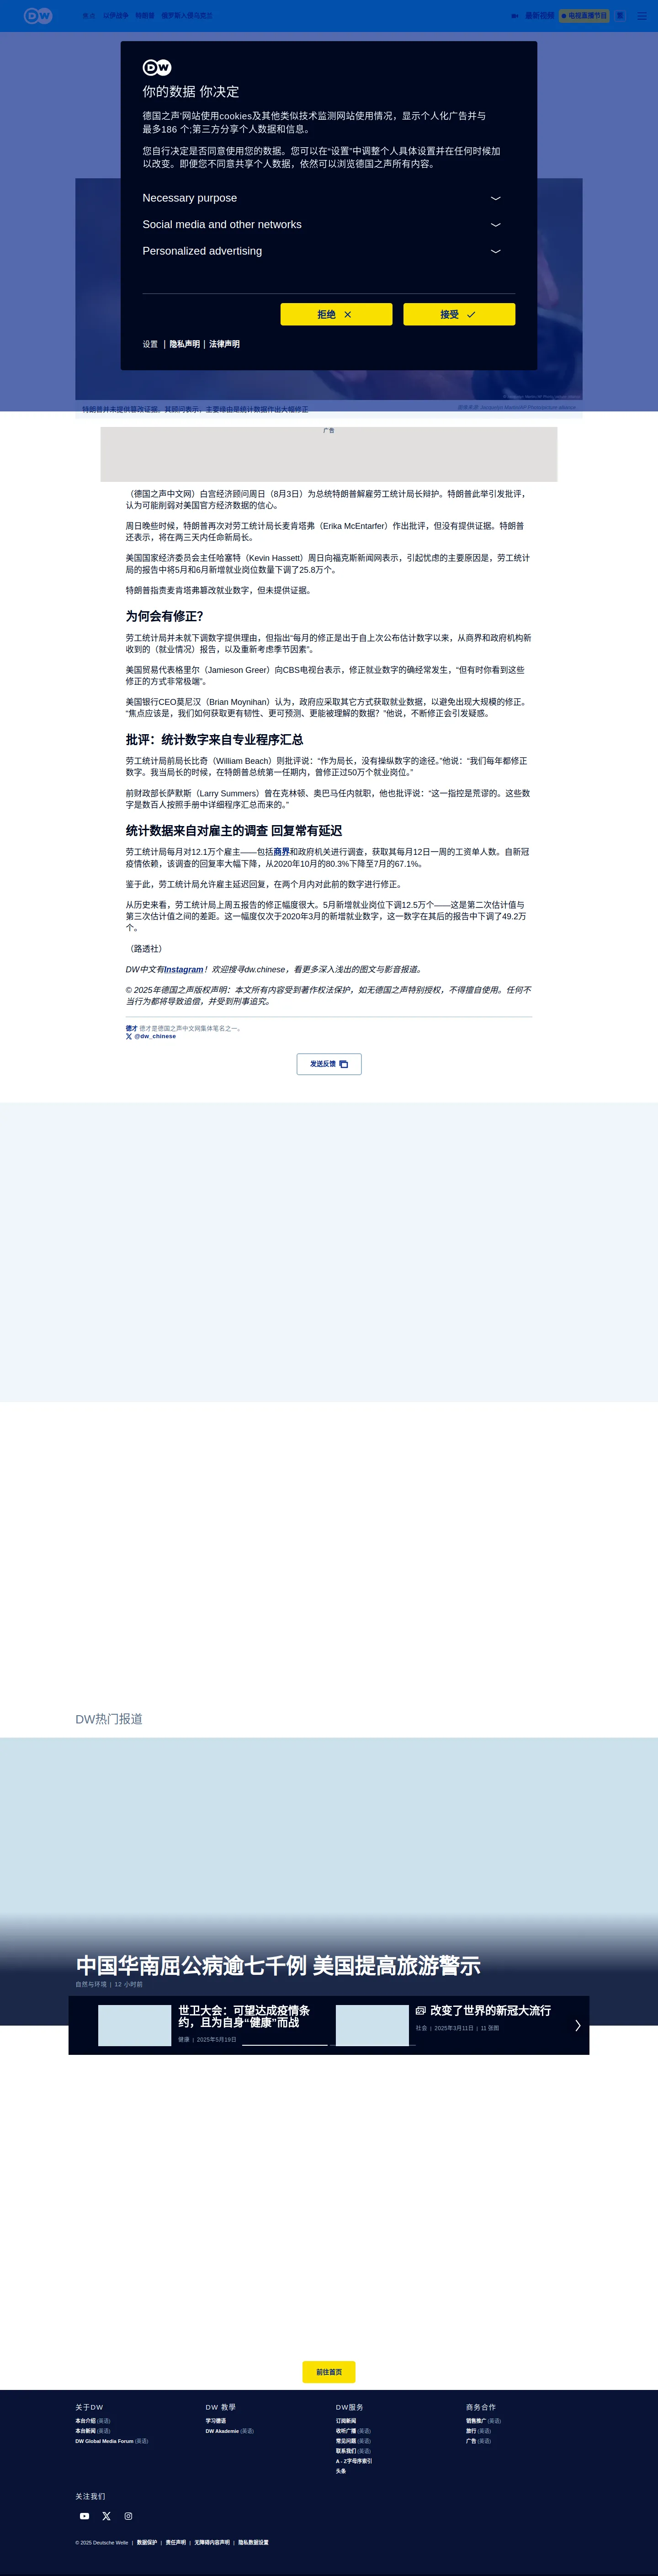 DW
焦点
以伊战争
特朗普
俄罗斯入侵乌克兰
最新视频
电视直播节目
DW
你的数据 你决定
德国之声'网站使用cookies及其他类似技术监测网站使用情况，显示个人化广告并与
最多186 个;第三方分享个人数据和信息。
您自行决定是否同意使用您的数据。您可以在"设置"中调整个人具体设置并在任何时候加
以改变。即便您不同意共享个人数据，依然可以浏览德国之声所有内容。
Necessary purpose
Social media and other networks
Personalized advertising
拒绝
接受
设置 | 隐私声明 | 法律声明
特朗普并未提供篡改证据。其顾问表示，主要理由是统计数据作出大幅修正
广告
（德国之声中文网）白宫经济顾问周日（8月3日）为总统特朗普解雇劳工统计局长辩护。特朗普此举引发批评，
认为可能削弱对美国官方经济数据的信心。
周日晚些时候，特朗普再次对劳工统计局长麦肯塔弗（Erika McEntarfer）作出批评，但没有提供证据。特朗普
还表示，将在两三天内任命新局长。
美国国家经济委员会主任哈塞特（Kevin Hassett）周日向福克斯新闻网表示，引起忧虑的主要原因是，劳工统计
局的报告中将5月和6月新增就业岗位数量下调了25.8万个。
特朗普指责麦肯塔弗篡改就业数字，但未提供证据。
为何会有修正？
劳工统计局并未就下调数字提供理由，但指出“每月的修正是出于自上次公布估计数字以来，从商界和政府机构新
收到的（就业情况）报告，以及重新考虑季节因素”。
美国贸易代表格里尔（Jamieson Greer）向CBS电视台表示，修正就业数字的确经常发生，“但有时你看到这些
修正的方式非常极端”。
美国银行CEO莫尼汉（Brian Moynihan）认为，政府应采取其它方式获取就业数据，以避免出现大规模的修正。
“焦点应该是，我们如何获取更有韧性、更可预测、更能被理解的数据？”他说，不断修正会引发疑惑。
批评：统计数字来自专业程序汇总
劳工统计局前局长比奇（William Beach）则批评说：“作为局长，没有操纵数字的途径。”他说：“我们每年都修正
数字。我当局长的时候，在特朗普总统第一任期内，曾修正过50万个就业岗位。”
前财政部长萨默斯（Larry Summers）曾在克林顿、奥巴马任内就职，他也批评说：“这一指控是荒谬的。这些数
字是数百人按照手册中详细程序汇总而来的。”
统计数据来自对雇主的调查 回复常有延迟
劳工统计局每月对12.1万个雇主——包括商界和政府机关进行调查，获取其每月12日一周的工资单人数。自新冠
疫情依赖，该调查的回复率大幅下降，从2020年10月的80.3%下降至7月的67.1%。
鉴于此，劳工统计局允许雇主延迟回复，在两个月内对此前的数字进行修正。
从历史来看，劳工统计局上周五报告的修正幅度很大。5月新增就业岗位下调12.5万个——这是第二次估计值与
第三次估计值之间的差距。这一幅度仅次于2020年3月的新增就业数字，这一数字在其后的报告中下调了49.2万
个。
（路透社）
DW中文有Instagram！欢迎搜寻dw.chinese，看更多深入浅出的图文与影音报道。
© 2025年德国之声版权声明：本文所有内容受到著作权法保护，如无德国之声特别授权，不得擅自使用。任何不
当行为都将导致追偿，并受到刑事追究。
德才 德才是德国之声中文网集体笔名之一。
@dw_chinese
发送反馈
DW热门报道
中国华南屈公病逾七千例 美国提高旅游警示
自然与环境 | 12 小时前
世卫大会：可望达成疫情条
约，且为自身“健康”而战
健康 | 2025年5月19日
改变了世界的新冠大流行
社会 | 2025年3月11日 | 11 张图
前往首页
关于DW
本台介绍 (英语)
本台新闻 (英语)
DW Global Media Forum (英语)
DW 教學
学习德语
DW Akademie (英语)
DW服务
订阅新闻
收听广播 (英语)
常见问题 (英语)
联系我们 (英语)
A - Z字母序索引
头条
商务合作
销售推广 (英语)
旅行 (英语)
广告 (英语)
关注我们
© 2025 Deutsche Welle | 数据保护 | 责任声明 | 无障碍内容声明 | 隐私数据设置